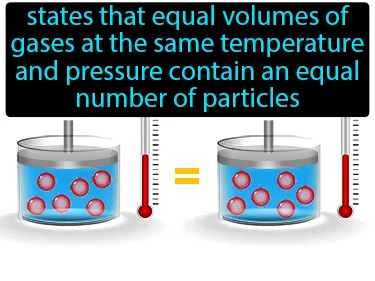 states that equal volumes of
gases at the same temperature
and pressure contain an equal
number of particles
=